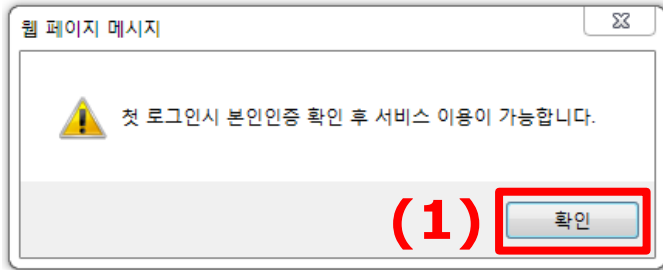 웹 페이지 메시지
첫 로그인시 본인인증 확인 후 서비스 이용이 가능합니다.
(1) 확인